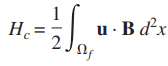 H_c = \frac{1}{2} \int_{\Omega_f} \mathbf{u} \cdot \mathbf{B} \, d^2x